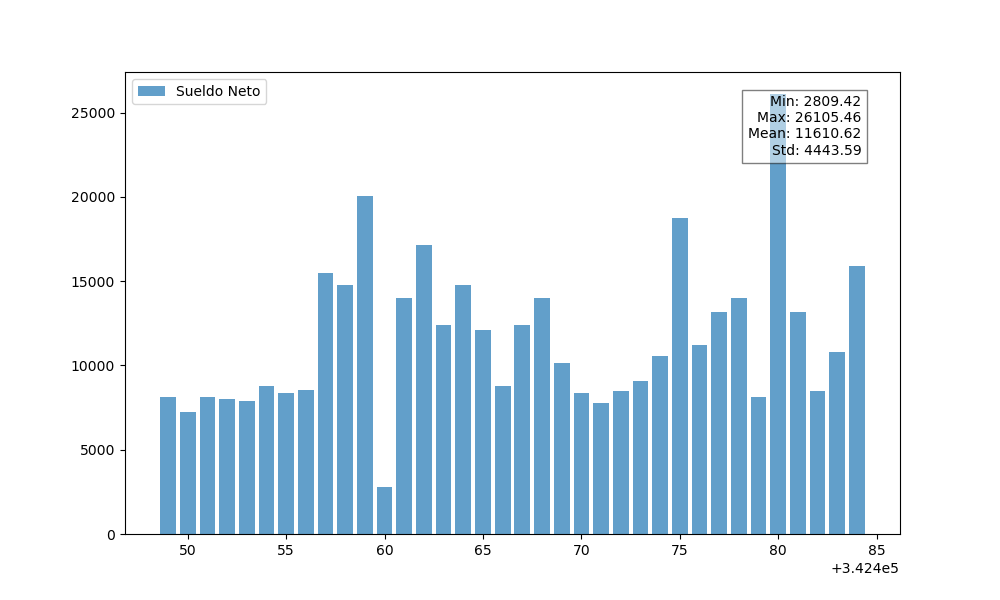 Sueldo Neto
Min: 2809.42
Max: 26105.46
Mean: 11610.62
Std: 4443.59
25000
20000
15000
10000
5000
0
50 55 60 65 70 75 80 85
+3.424e5